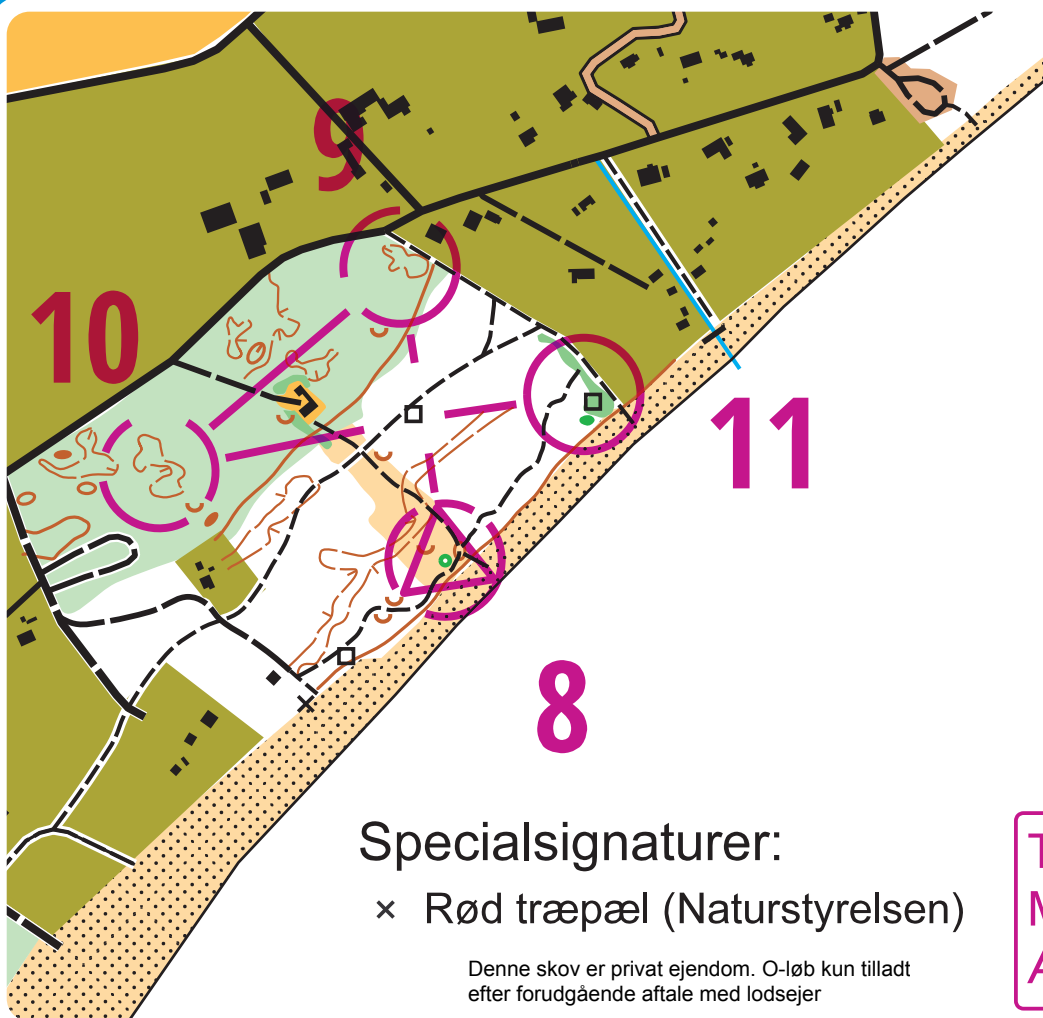 9
10
11
8
Specialsignaturer:
× Rød træpæl (Naturstyrelsen)
Denne skov er privat ejendom. O-løb kun tilladt
efter forudgående aftale med lodsejer
T
M
A